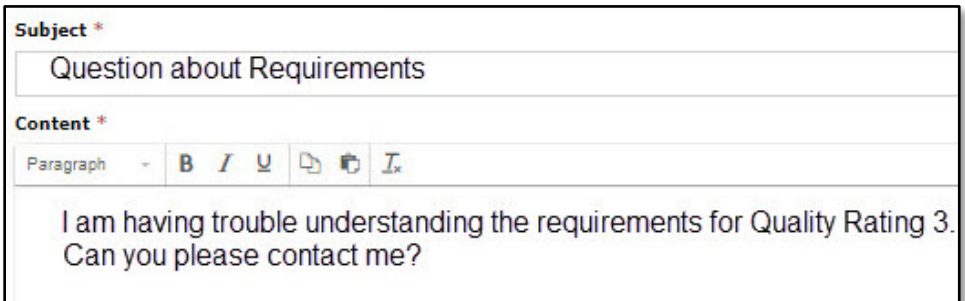 Subject *
Question about Requirements
Content *
Paragraph B I U Ix
I am having trouble understanding the requirements for Quality Rating 3.
Can you please contact me?